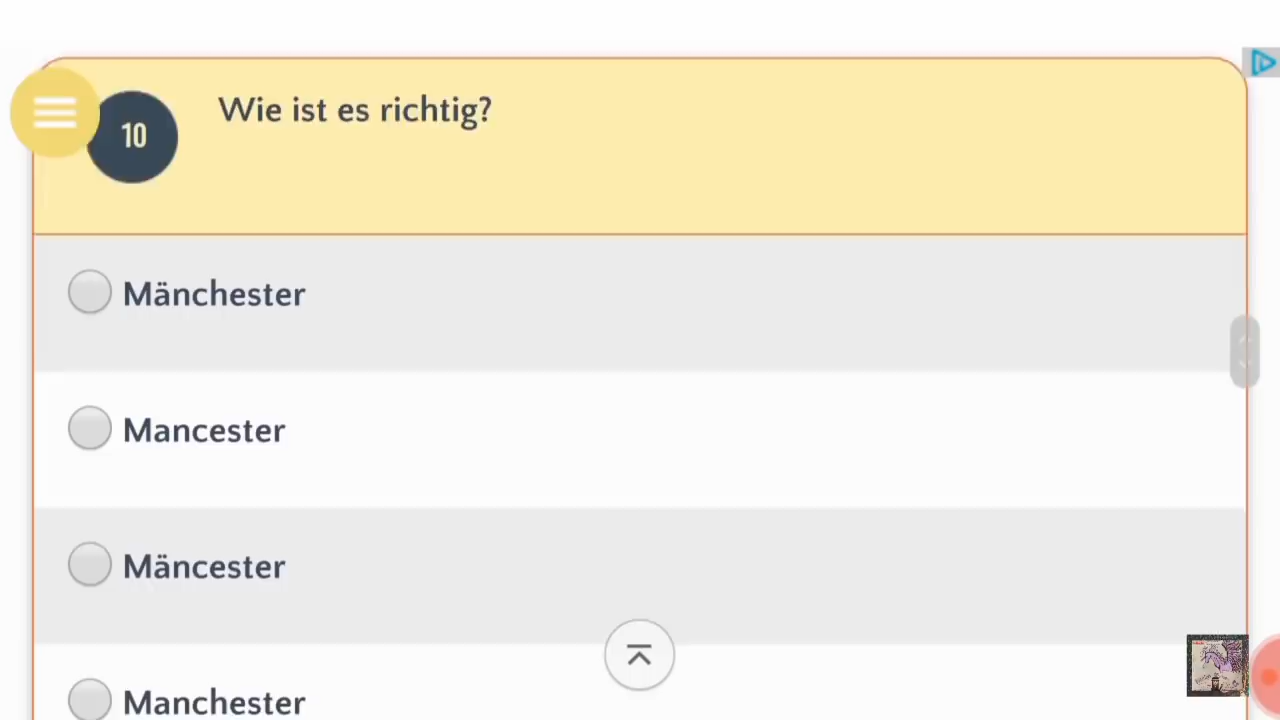 10
Wie ist es richtig?
Mänchester
Mancester
Mäncester
Manchester